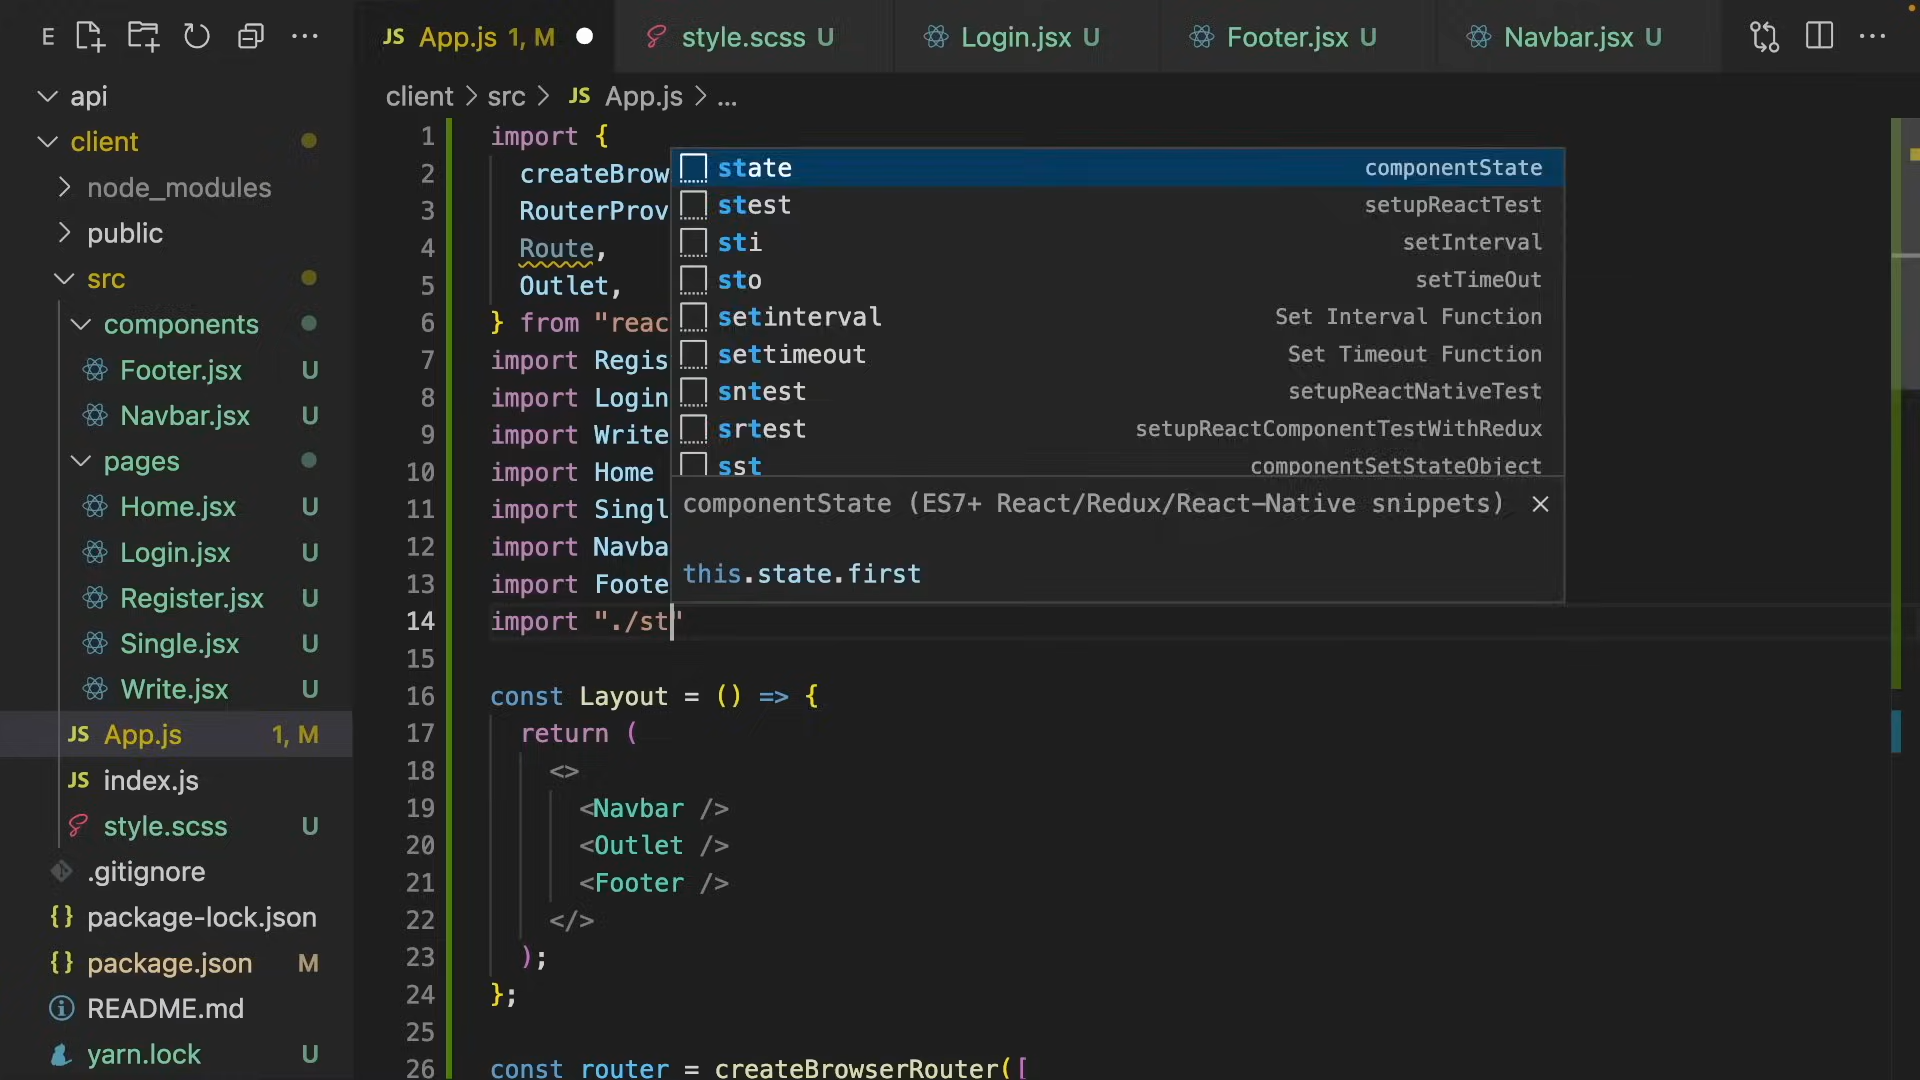 E
JS App.js 1, M
style.scss U
Login.jsx U
Footer.jsx U
Navbar.jsx U
api
client
node_modules
public
src
components
Footer.jsx U
Navbar.jsx U
pages
Home.jsx U
Login.jsx U
Register.jsx U
Single.jsx U
Write.jsx U
JS App.js 1, M
JS index.js
style.scss U
.gitignore
{} package-lock.json
{} package.json M
README.md
yarn.lock U
client > src > JS App.js > ...
1 import {
2 createBrow
3 RouterProv
4 Route,
5 Outlet,
6 } from "reac
7 import Regis
8 import Login
9 import Write
10 import Home
11 import Singl
12 import Navba
13 import Foote
14 import "./st"
15
16 const Layout = () => {
17 return (
18 <>
19 <Navbar />
20 <Outlet />
21 <Footer />
22 </>
23 );
24 };
25
26 const router = createBrowserRouter([
state componentState
stest setupReactTest
sti setInterval
sto setTimeOut
setinterval Set Interval Function
settimeout Set Timeout Function
sntest setupReactNativeTest
srtest setupReactComponentTestWithRedux
sst componentSetStateObject
componentState (ES7+ React/Redux/React-Native snippets)
this.state.first